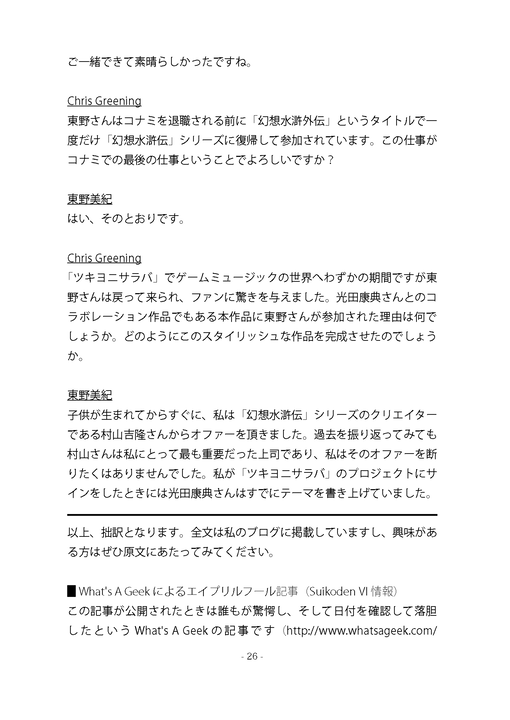 ご一緒できて素晴らしかったですね。
Chris Greening
東野さんはコナミを退職される前に「幻想水滸外伝」というタイトルで一
度だけ「幻想水滸伝」シリーズに復帰して参加されています。この仕事が
コナミでの最後の仕事ということでよろしいですか？
東野美紀
はい、そのとおりです。
Chris Greening
「ツキヨニサラバ」でゲームミュージックの世界へわずかの期間ですが東
野さんは戻って来られ、ファンに驚きを与えました。光田康典さんとのコ
ラボレーション作品でもある本作品に東野さんが参加された理由は何で
しょうか。どのようにこのスタイリッシュな作品を完成させたのでしょう
か。
東野美紀
子供が生まれてからすぐに、私は「幻想水滸伝」シリーズのクリエイター
である村山吉隆さんからオファーを頂きました。過去を振り返ってみても
村山さんは私にとって最も重要だった上司であり、私はそのオファーを断
りたくはありませんでした。私が「ツキヨニサラバ」のプロジェクトにサ
インをしたときには光田康典さんはすでにテーマを書き上げていました。
以上、拙訳となります。全文は私のブログに掲載していますし、興味があ
る方はぜひ原文にあたってみてください。
■ What's A Geek によるエイプリルフール記事（Suikoden VI 情報）
この記事が公開されたときは誰もが驚愕し、そして日付を確認して落胆
したという What's A Geek の記事です（http://www.whatsageek.com/
- 26 -